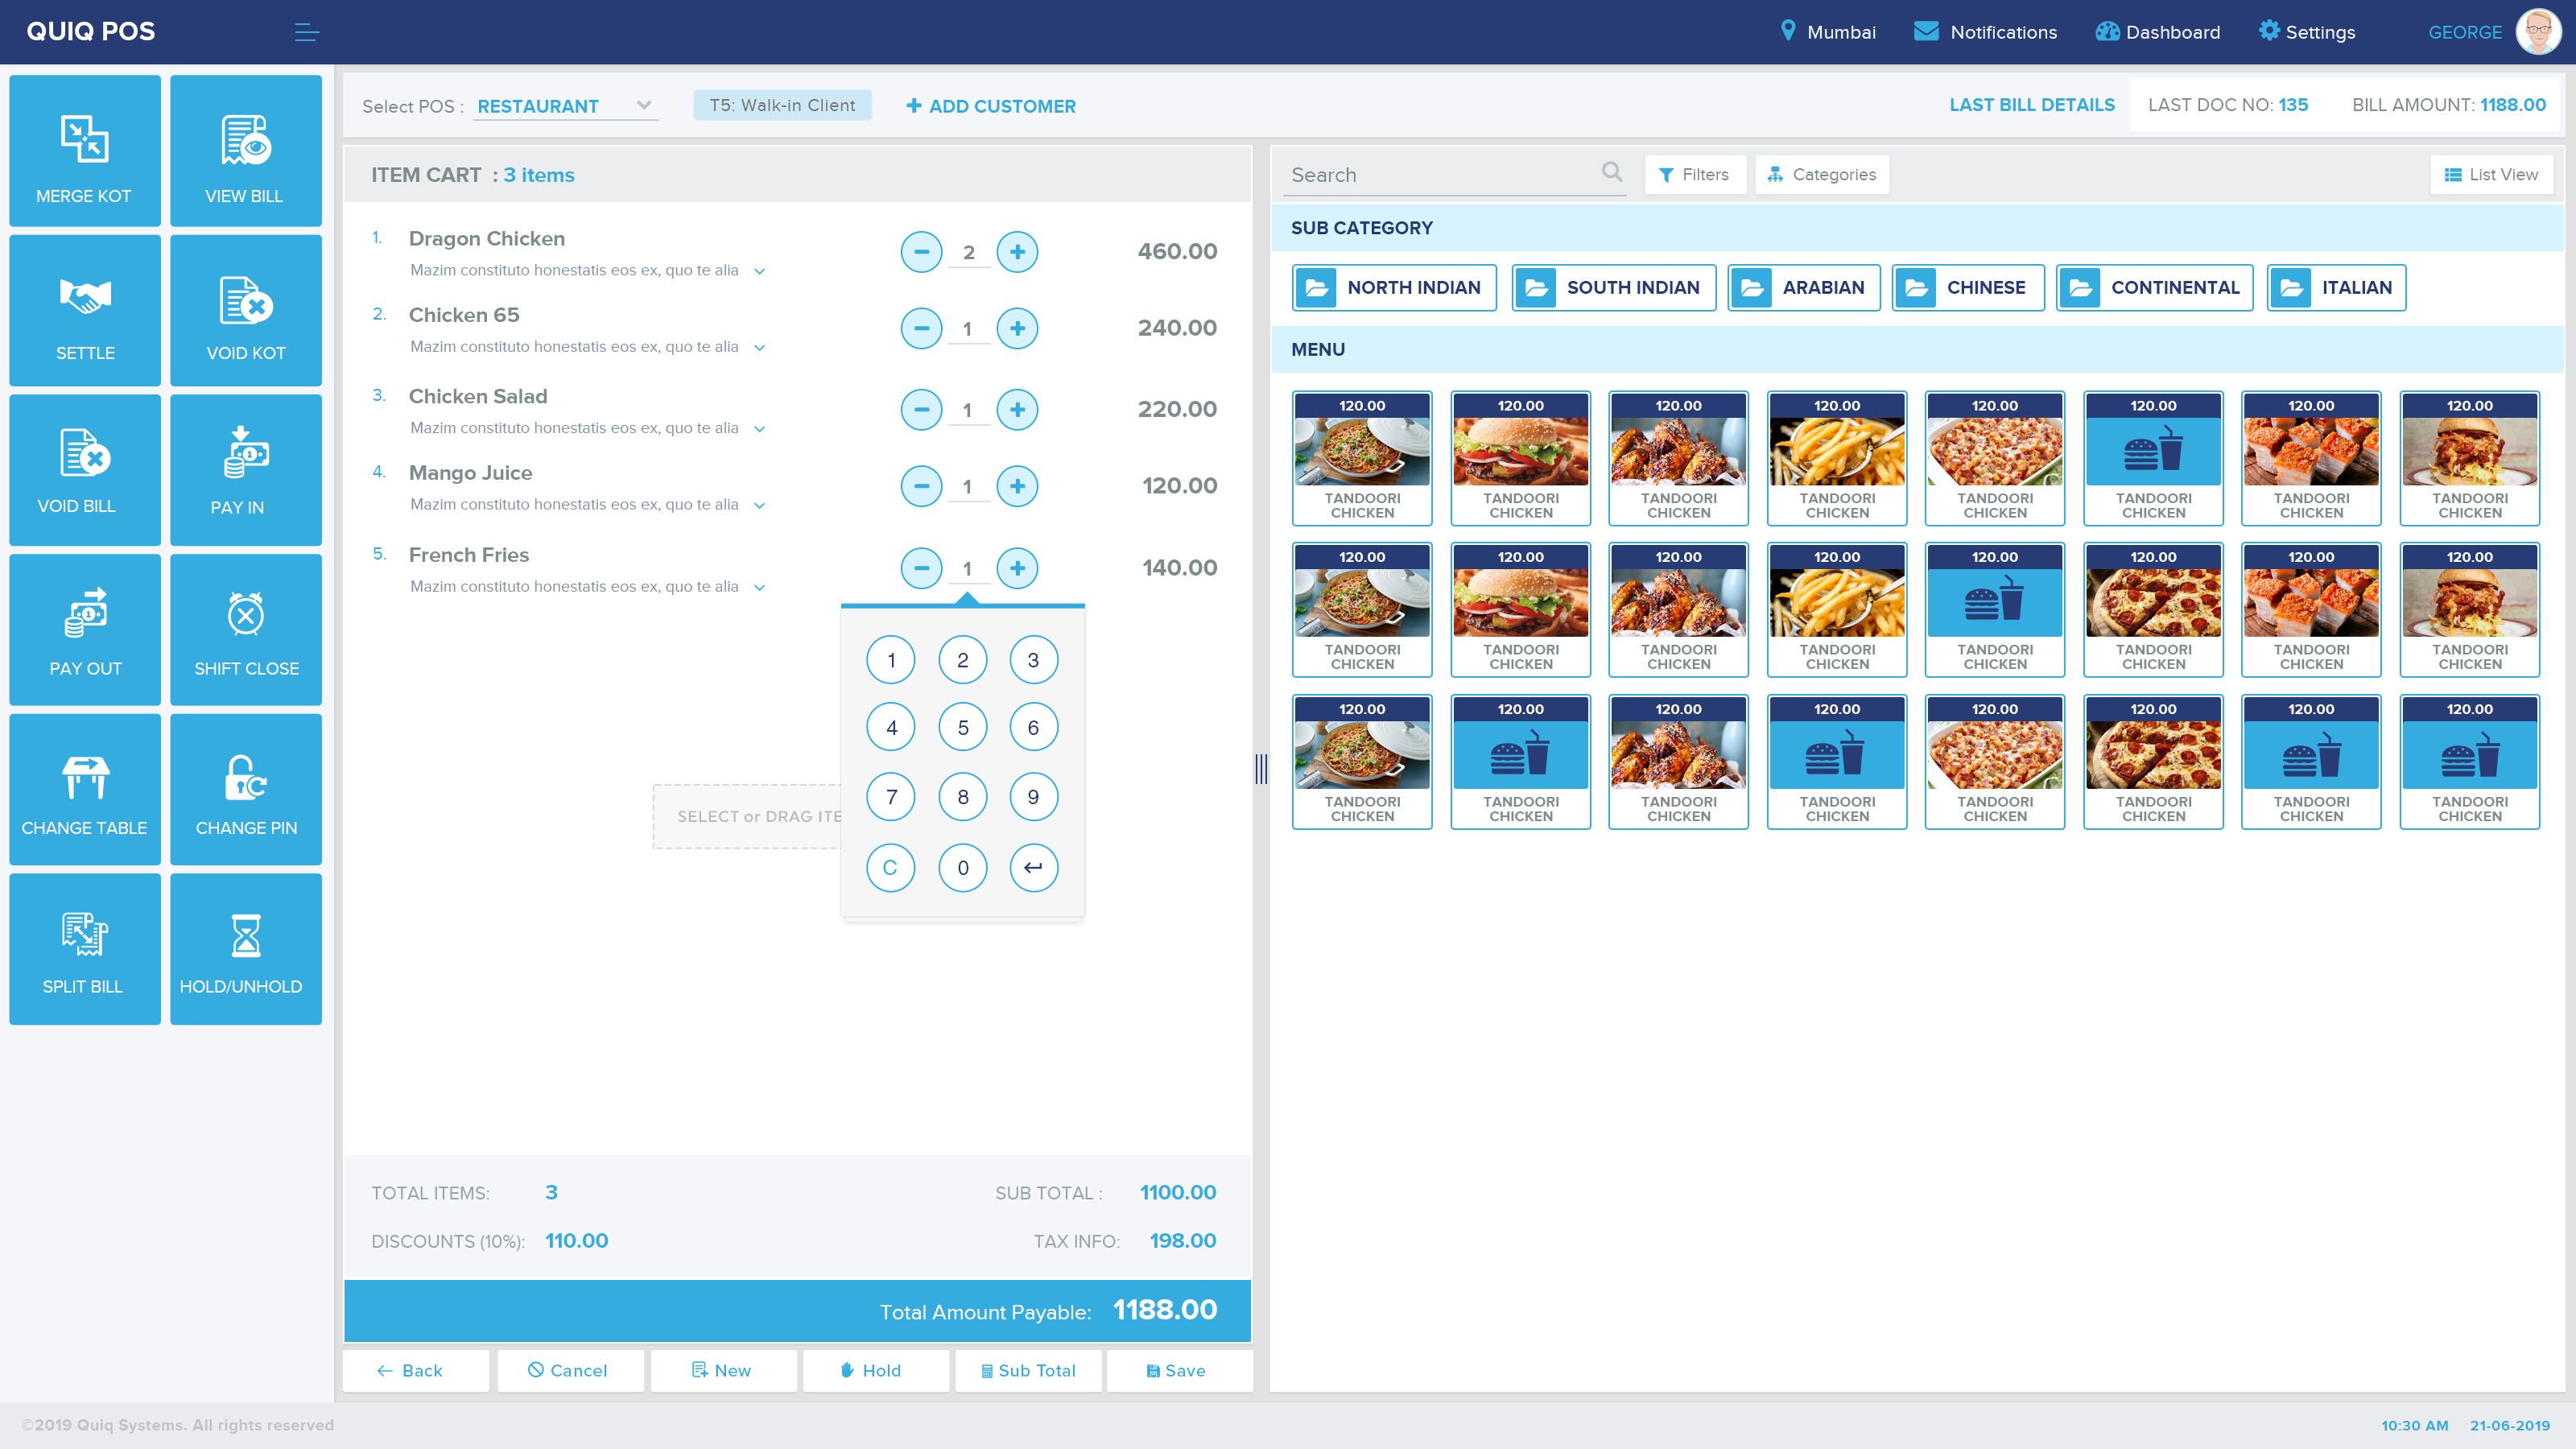 QUIQ POS
Mumbai
Notifications
Dashboard
Settings
GEORGE
MERGE KOT
VIEW BILL
SETTLE
VOID KOT
VOID BILL
PAY IN
PAY OUT
SHIFT CLOSE
CHANGE TABLE
CHANGE PIN
SPLIT BILL
HOLD/UNHOLD
Select POS : RESTAURANT
T5: Walk-in Client
ADD CUSTOMER
LAST BILL DETAILS
LAST DOC NO: 135
BILL AMOUNT: 1188.00
ITEM CART : 3 items
1. Dragon Chicken 2 460.00
Mazim constituto honestatis eos ex, quo te alia
2. Chicken 65 1 240.00
Mazim constituto honestatis eos ex, quo te alia
3. Chicken Salad 1 220.00
Mazim constituto honestatis eos ex, quo te alia
4. Mango Juice 1 120.00
Mazim constituto honestatis eos ex, quo te alia
5. French Fries 1 140.00
Mazim constituto honestatis eos ex, quo te alia
1 2 3
4 5 6
7 8 9
C 0
SELECT or DRAG ITE
TOTAL ITEMS: 3
SUB TOTAL : 1100.00
DISCOUNTS (10%): 110.00
TAX INFO: 198.00
Total Amount Payable: 1188.00
Back
Cancel
New
Hold
Sub Total
Save
Search
Filters
Categories
List View
SUB CATEGORY
NORTH INDIAN
SOUTH INDIAN
ARABIAN
CHINESE
CONTINENTAL
ITALIAN
MENU
120.00 120.00 120.00 120.00 120.00 120.00 120.00 120.00
TANDOORI TANDOORI TANDOORI TANDOORI TANDOORI TANDOORI TANDOORI TANDOORI
CHICKEN CHICKEN CHICKEN CHICKEN CHICKEN CHICKEN CHICKEN CHICKEN
120.00 120.00 120.00 120.00 120.00 120.00 120.00 120.00
TANDOORI TANDOORI TANDOORI TANDOORI TANDOORI TANDOORI TANDOORI TANDOORI
CHICKEN CHICKEN CHICKEN CHICKEN CHICKEN CHICKEN CHICKEN CHICKEN
120.00 120.00 120.00 120.00 120.00 120.00 120.00 120.00
TANDOORI TANDOORI TANDOORI TANDOORI TANDOORI TANDOORI TANDOORI TANDOORI
CHICKEN CHICKEN CHICKEN CHICKEN CHICKEN CHICKEN CHICKEN CHICKEN
©2019 Quiq Systems. All rights reserved
10:30 AM 21-06-2019